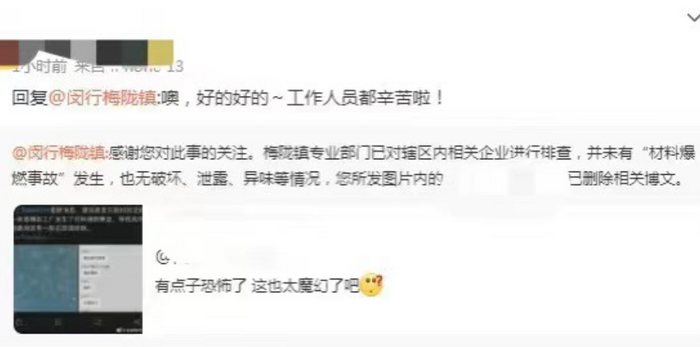 1小时前 来自 iPhone 13
回复@闵行梅陇镇:噢，好的好的～工作人员都辛苦啦！
@闵行梅陇镇:感谢您对此事的关注。梅陇镇专业部门已对辖区内相关企业进行排查，并未有“材料爆
燃事故”发生，也无破坏、泄露、异味等情况，您所发图片内的 已删除相关博文。
有点子恐怖了 这也太魔幻了吧